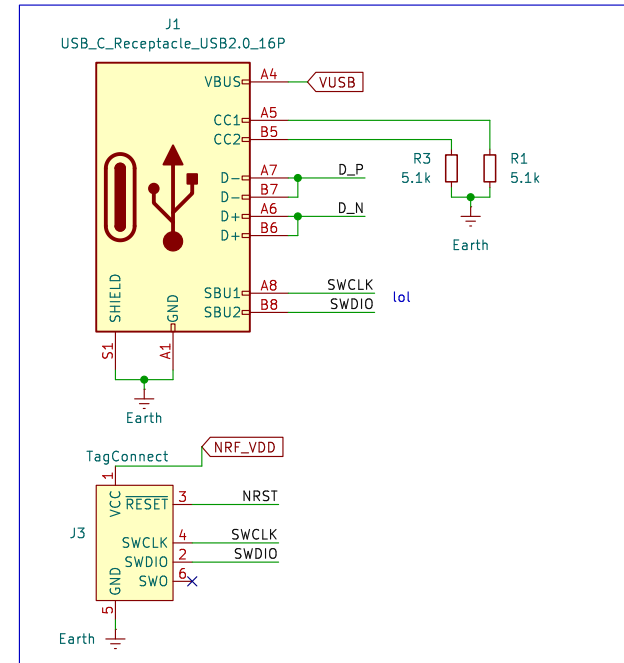 J1
USB_C_Receptacle_USB2.0_16P
VBUS A4 VUSB
CC1 A5
CC2 B5
R3 5.1k
R1 5.1k
D- A7 D_P
D- B7
D+ A6 D_N
D+ B6
Earth
SBU1 A8 SWCLK
SBU2 B8 SWDIO
lol
SHIELD
GND
S1
A1
Earth
NRF_VDD
TagConnect
1
VCC
RESET 3 NRST
J3
SWCLK 4 SWCLK
SWDIO 2 SWDIO
SWO 6
GND
5
Earth